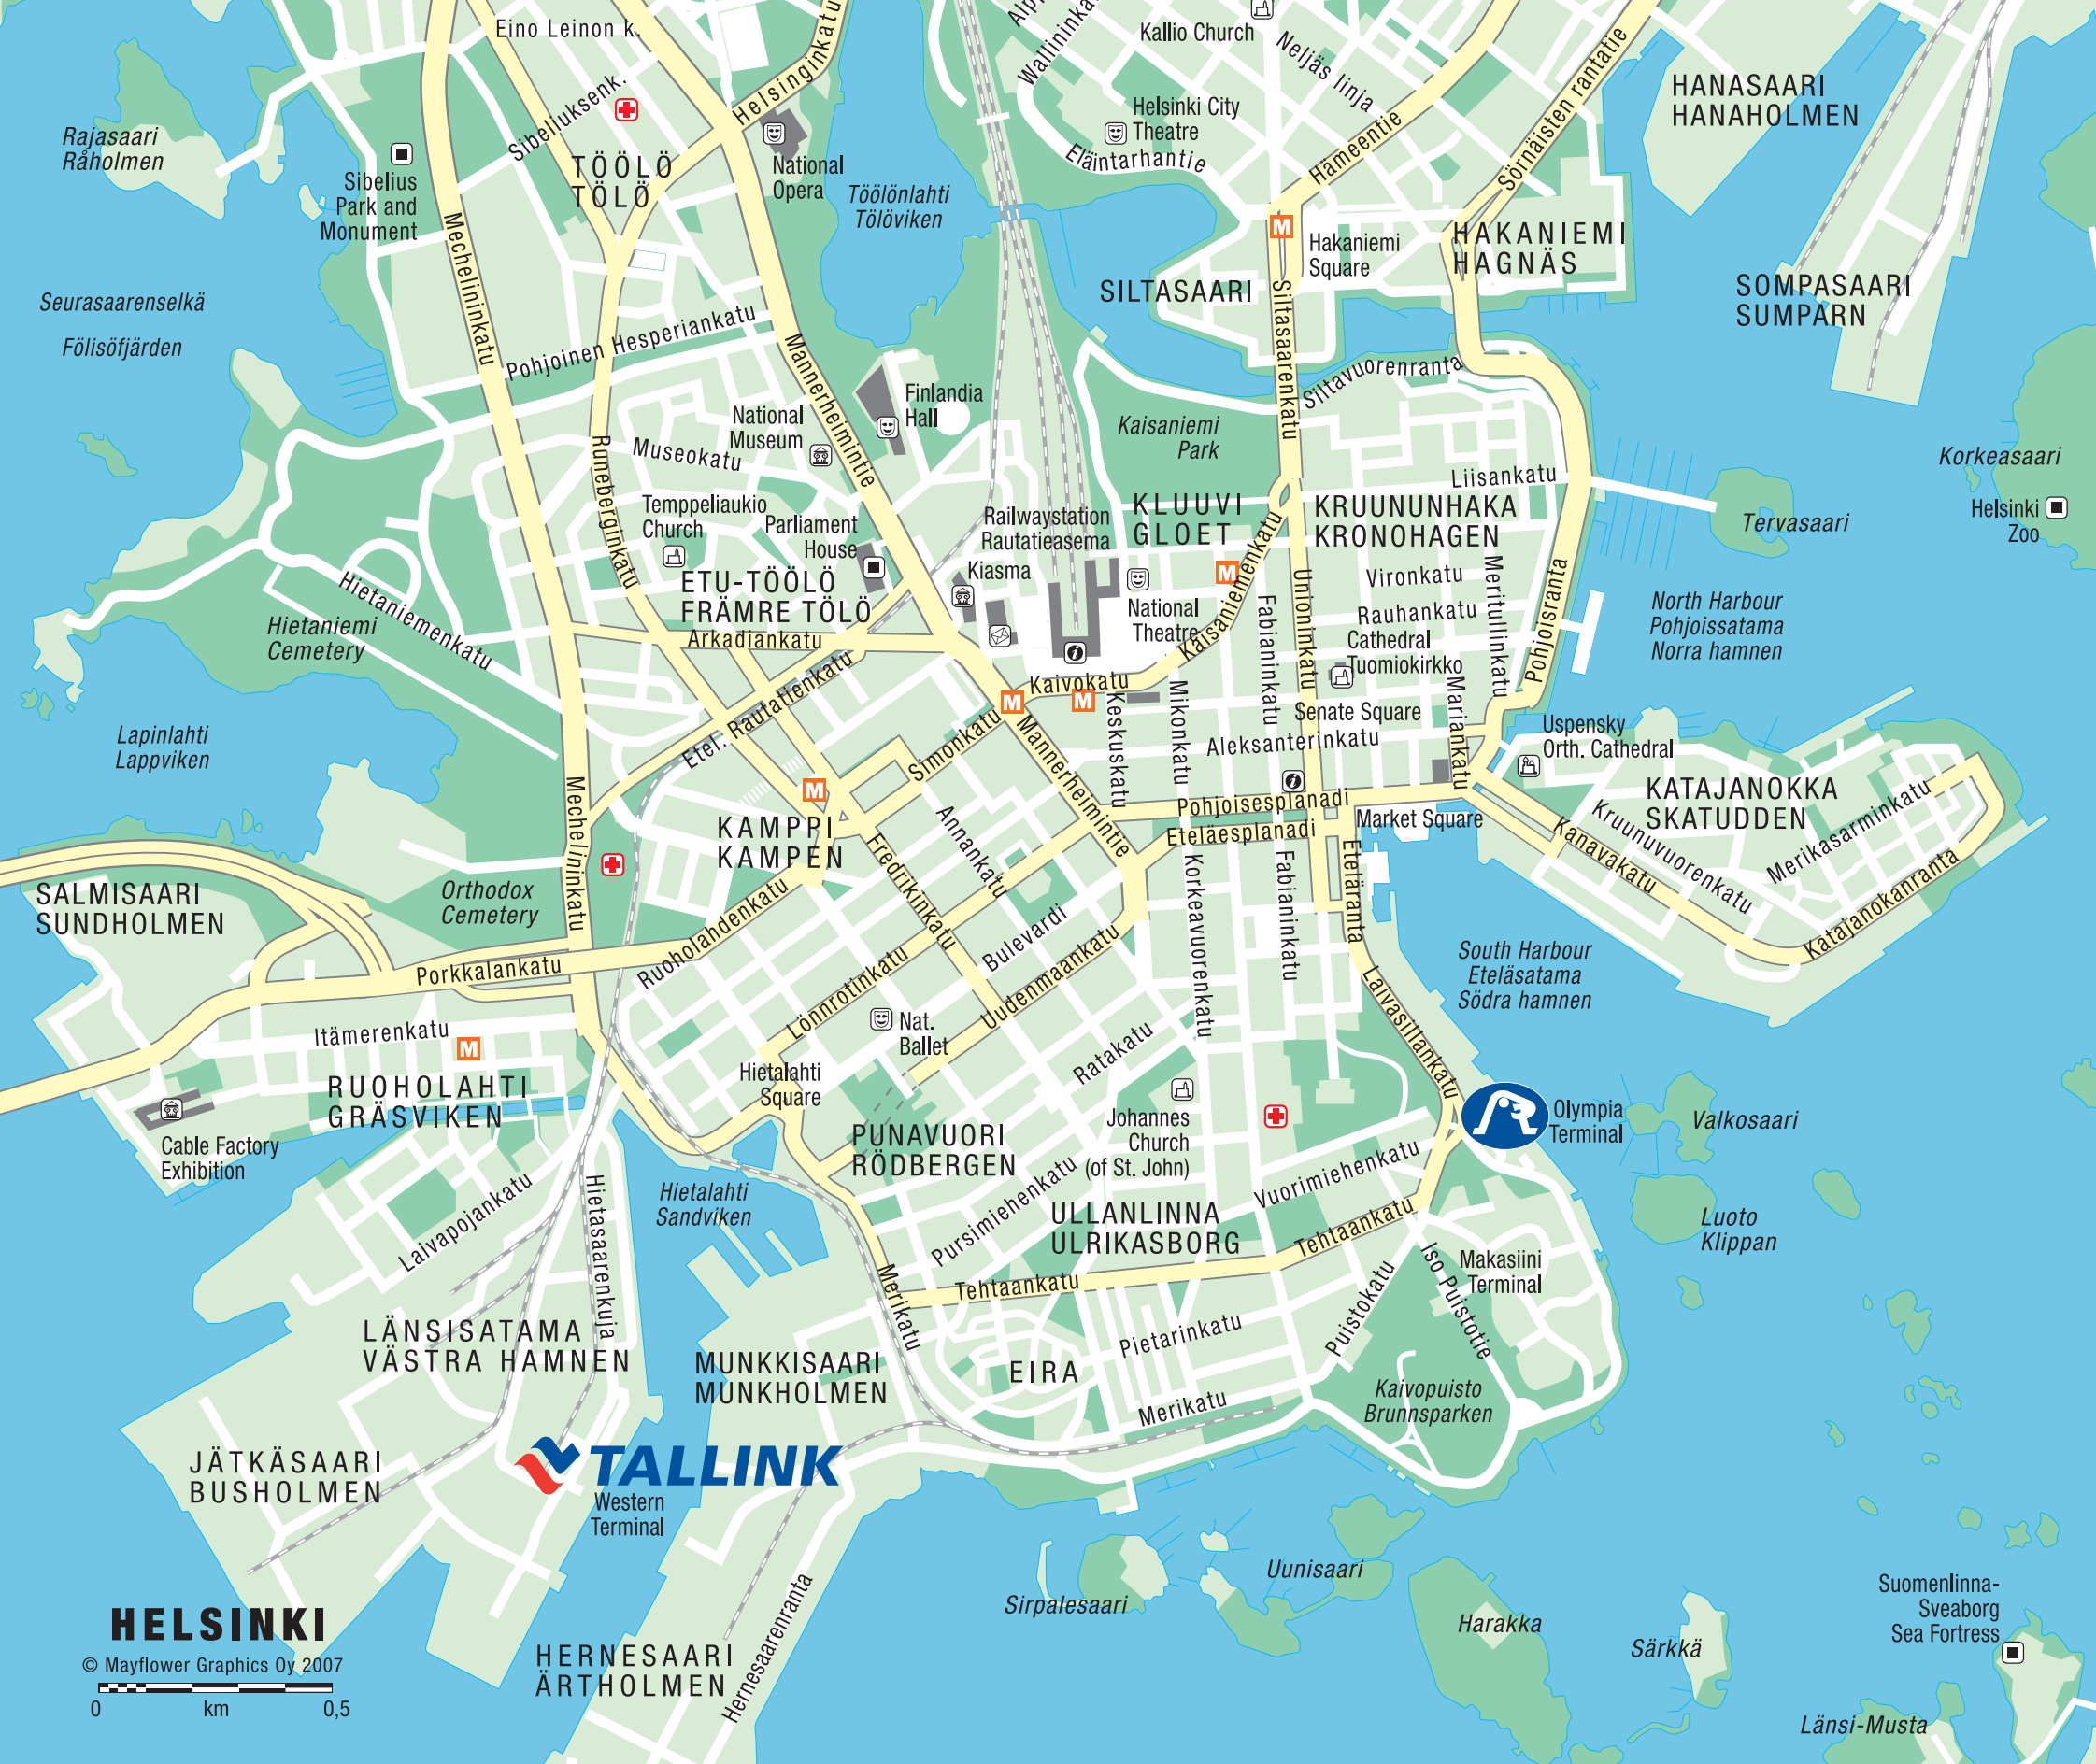 Eino Leinon k.
Helsinginkatu
Wallininkatu
Kallio Church
Neljäs linja
Sörnäisten rantatie
HANASAARI
HANAHOLMEN
Rajasaari
Råholmen
Sibelluksenk.
Sibelius
Park and
Monument
TÖÖLÖ
TÖLÖ
National
Opera
Töölönlahti
Tölöviken
Helsinki City
Theatre
Eläintarhantie
Hämeentie
M
Hakaniemi
Square
HAKANIEMI
HAGNÄS
SILTASAARI
SOMPASAARI
SUMPARN
Seurasaarenselkä
Fölisöfjärden
Mechelininkatu
Pohjoinen Hesperiankatu
Mannerheimintie
Siltasaarenkatu
Siltavuorenranta
Finlandia
Hall
National
Museum
Museokatu
Runeberginkatu
Kaisaniemi
Park
Korkeasaari
Helsinki
Zoo
Tervasaari
Liisankatu
Temppeliaukio
Church
Parliament
House
Railwaystation
Rautatieasema
KLUUVI
GLOET
KRUUNUNHAKA
KRONOHAGEN
Kiasma
M
ETU-TÖÖLÖ
FRÄMRE TÖLÖ
National
Theatre
Kaisaniemenkatu
Fabianinkatu
Unioninkatu
Vironkatu
Rauhankatu
Meritullinkatu
Pohjoisranta
Cathedral
Tuomiokirkko
Mariankatu
North Harbour
Pohjoissatama
Norra hamnen
Hietaniemi
Cemetery
Hietaniemenkatu
Arkadiankatu
Etel. Rautatienkatu
Kaivokatu
M
M
Simonkatu
Mannerheimintie
Keskuskatu
Mikonkatu
Senate Square
Aleksanterinkatu
Uspensky
Orth. Cathedral
Lapinlahti
Lappviken
Mechelininkatu
M
KAMPPI
KAMPEN
Annankatu
Fredrikinkatu
Pohjoisesplanadi
Eteläesplanadi
Market Square
KATAJANOKKA
SKATUDDEN
Kanavakatu
Kruunuvuorenkatu
Merikasarminkatu
Katajanokanranta
SALMISAARI
SUNDHOLMEN
Orthodox
Cemetery
Ruoholahdenkatu
Porkkalankatu
Bulevardi
Lönnrotinkatu
Uudenmaankatu
Korkeavuorenkatu
Fabianinkatu
Eteläranta
Laivasillankatu
South Harbour
Eteläsatama
Södra hamnen
Itämerenkatu
M
RUOHOLAHTI
GRÄSVIKEN
Cable Factory
Exhibition
Nat.
Ballet
Hietalahti
Square
Ratakatu
Johannes
Church
(of St. John)
PUNAVUORI
RÖDBERGEN
Olympia
Terminal
Valkosaari
Luoto
Klippan
Laivapojankatu
Hietasaarenkuja
Hietalahti
Sandviken
Pursimiehenkatu
ULLANLINNA
ULRIKASBORG
Vuorimiehenkatu
Tehtaankatu
Tehtaankatu
Makasiini
Terminal
Iso Puistotie
Puistokatu
Merikatu
LÄNSISATAMA
VÄSTRA HAMNEN
MUNKKISAARI
MUNKHOLMEN
EIRA
Pietarinkatu
Merikatu
Kaivopuisto
Brunnsparken
JÄTKÄSAARI
BUSHOLMEN
TALLINK
Western
Terminal
Sirpalesaari
Uunisaari
Harakka
Särkkä
Suomenlinna-
Sveaborg
Sea Fortress
Länsi-Musta
HERNESAARI
ÄRTHOLMEN
Hernesaarenranta
HELSINKI
© Mayflower Graphics Oy 2007
0 km 0,5